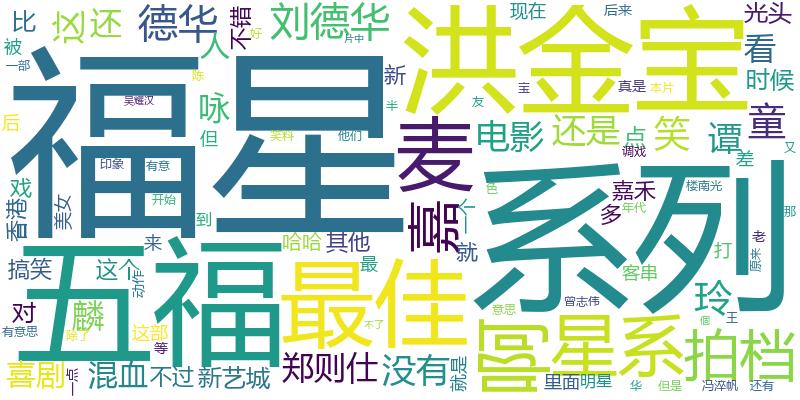 比
还
德华
不错
刘德华
现在
后来
光头
这
被
一部
人
好
片中
洪金宝
看
时候
吴耀汉
陈
新
半
友
宝
真是
本片
后
福星
咏
但
奖料
他们
麦
电影
还是
点
笑
谭
童
调戏
差
又
印象
有意
戏
美女
开始
香港
到
嘉
一个
色
系列
嘉禾
多
年代
楼南光
那
来
哈哈
其他
就
打
老
原来
搞笑
五福
这个
动作
最
最佳
客串
玲
对
麟
意思
曾志伟
個
王
有意思
除了
这部
不了
啊
星系
拍档
等
喜剧
一点
混血
不过
新艺城
郑则仕
没有
就是
里面
明星
华
但是
冯淬帆
还有